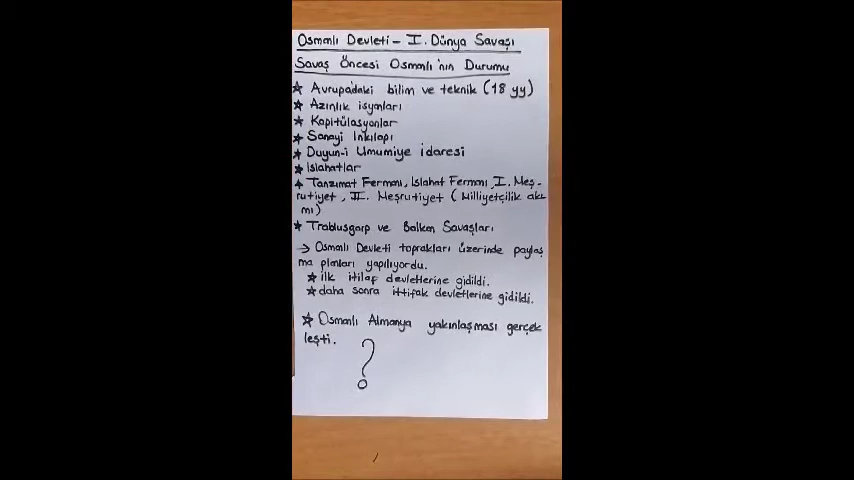 Osmanlı Devleti - I. Dünya Savaşı
Savaş Öncesi Osmanlı'nın Durumu
★ Avrupadaki bilim ve teknik (18 yy)
★ Azınlık isyanları
★ Kapitülasyonlar
★ Sanayi İnkılapı
★ Duyun-i Umumiye idaresi
★ Islahatlar
★ Tanzimat Fermanı, Islahat Fermanı, I. Meş-
rutiyet, II. Meşrutiyet (Milliyetçilik akı
mı)
★ Trablusgarp ve Balkan Savaşları
→ Osmanlı Devleti toprakları üzerinde paylaş
ma planları yapılıyordu.
★ ilk itilaf devletlerine gidildi.
★ daha sonra ittifak devletlerine gidildi.
★ Osmanlı Almanya yakınlaşması gerçek
leşti.
?